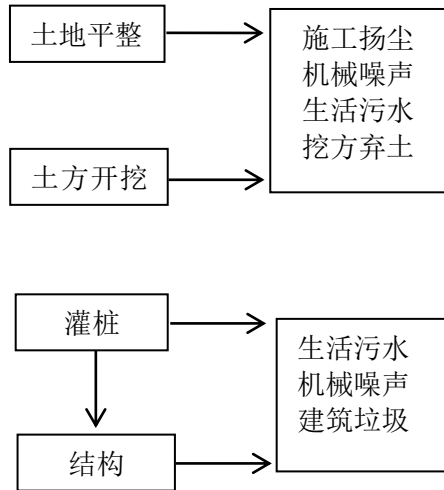 土地平整
施工扬尘
机械噪声
生活污水
挖方弃土
土方开挖
灌桩
生活污水
机械噪声
建筑垃圾
结构